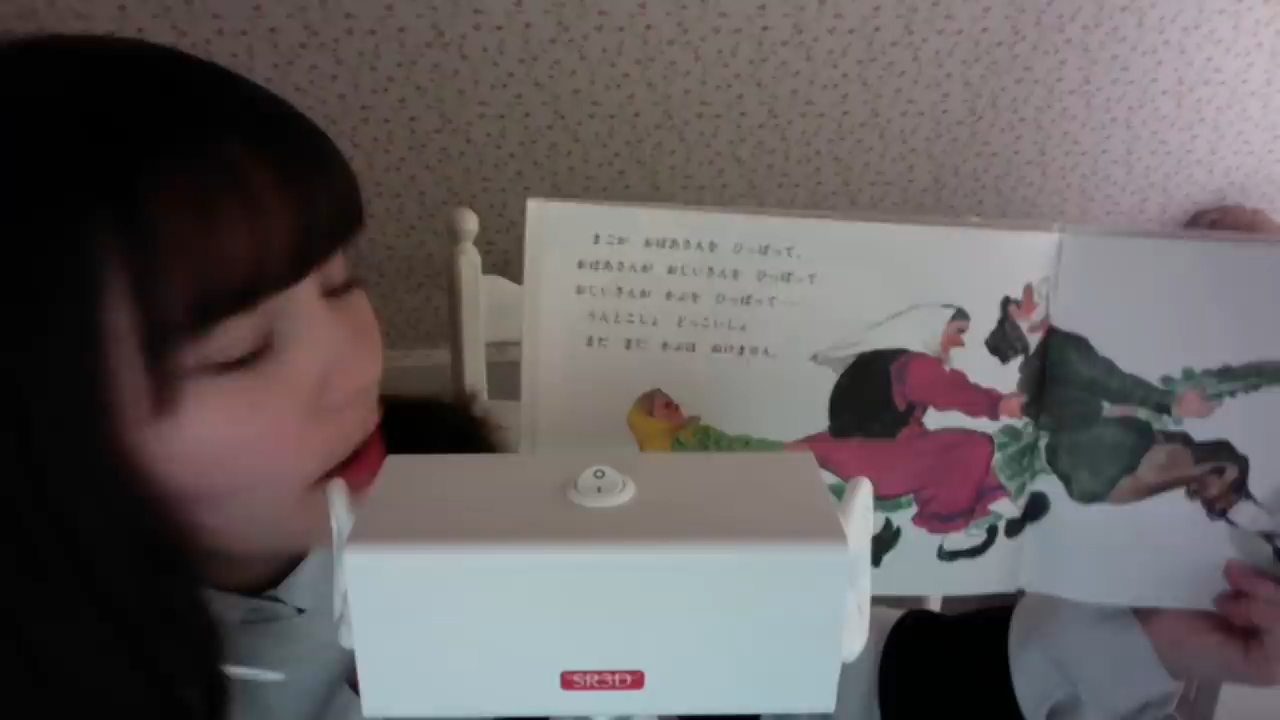 まごが　おばあさんを　ひっぱって、
おばあさんが　おじいさんを　ひっぱって
おじいさんが　かぶを　ひっぱって……
うんとこしょ　どっこいしょ
まだ　まだ　かぶは　ぬけません。
SR3D